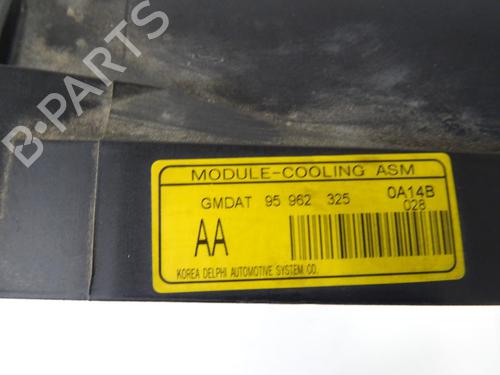 B-PARTS
MODULE-COOLING ASM
GMDAT 95 962 325 0A14B
028
AA
KOREA DELPHI AUTOMOTIVE SYSTEM CO.